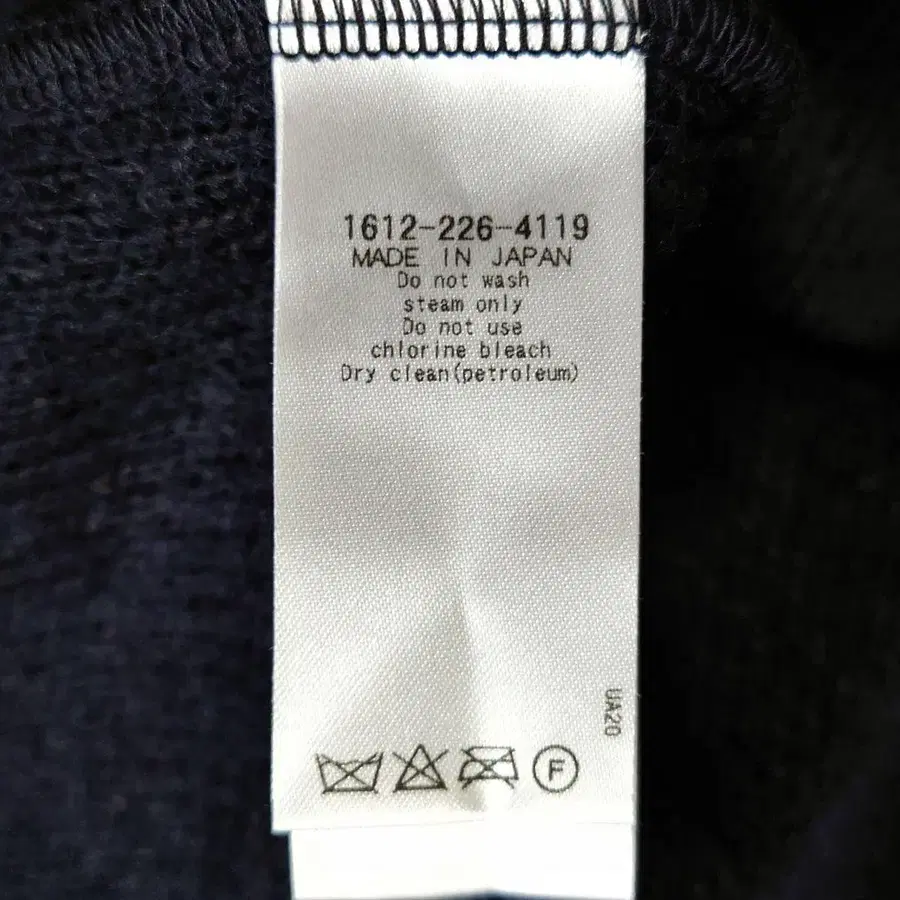 1612-226-4119
MADE IN JAPAN
Do not wash
steam only
Do not use
chlorine bleach
Dry clean(petroleum)
UA20
F